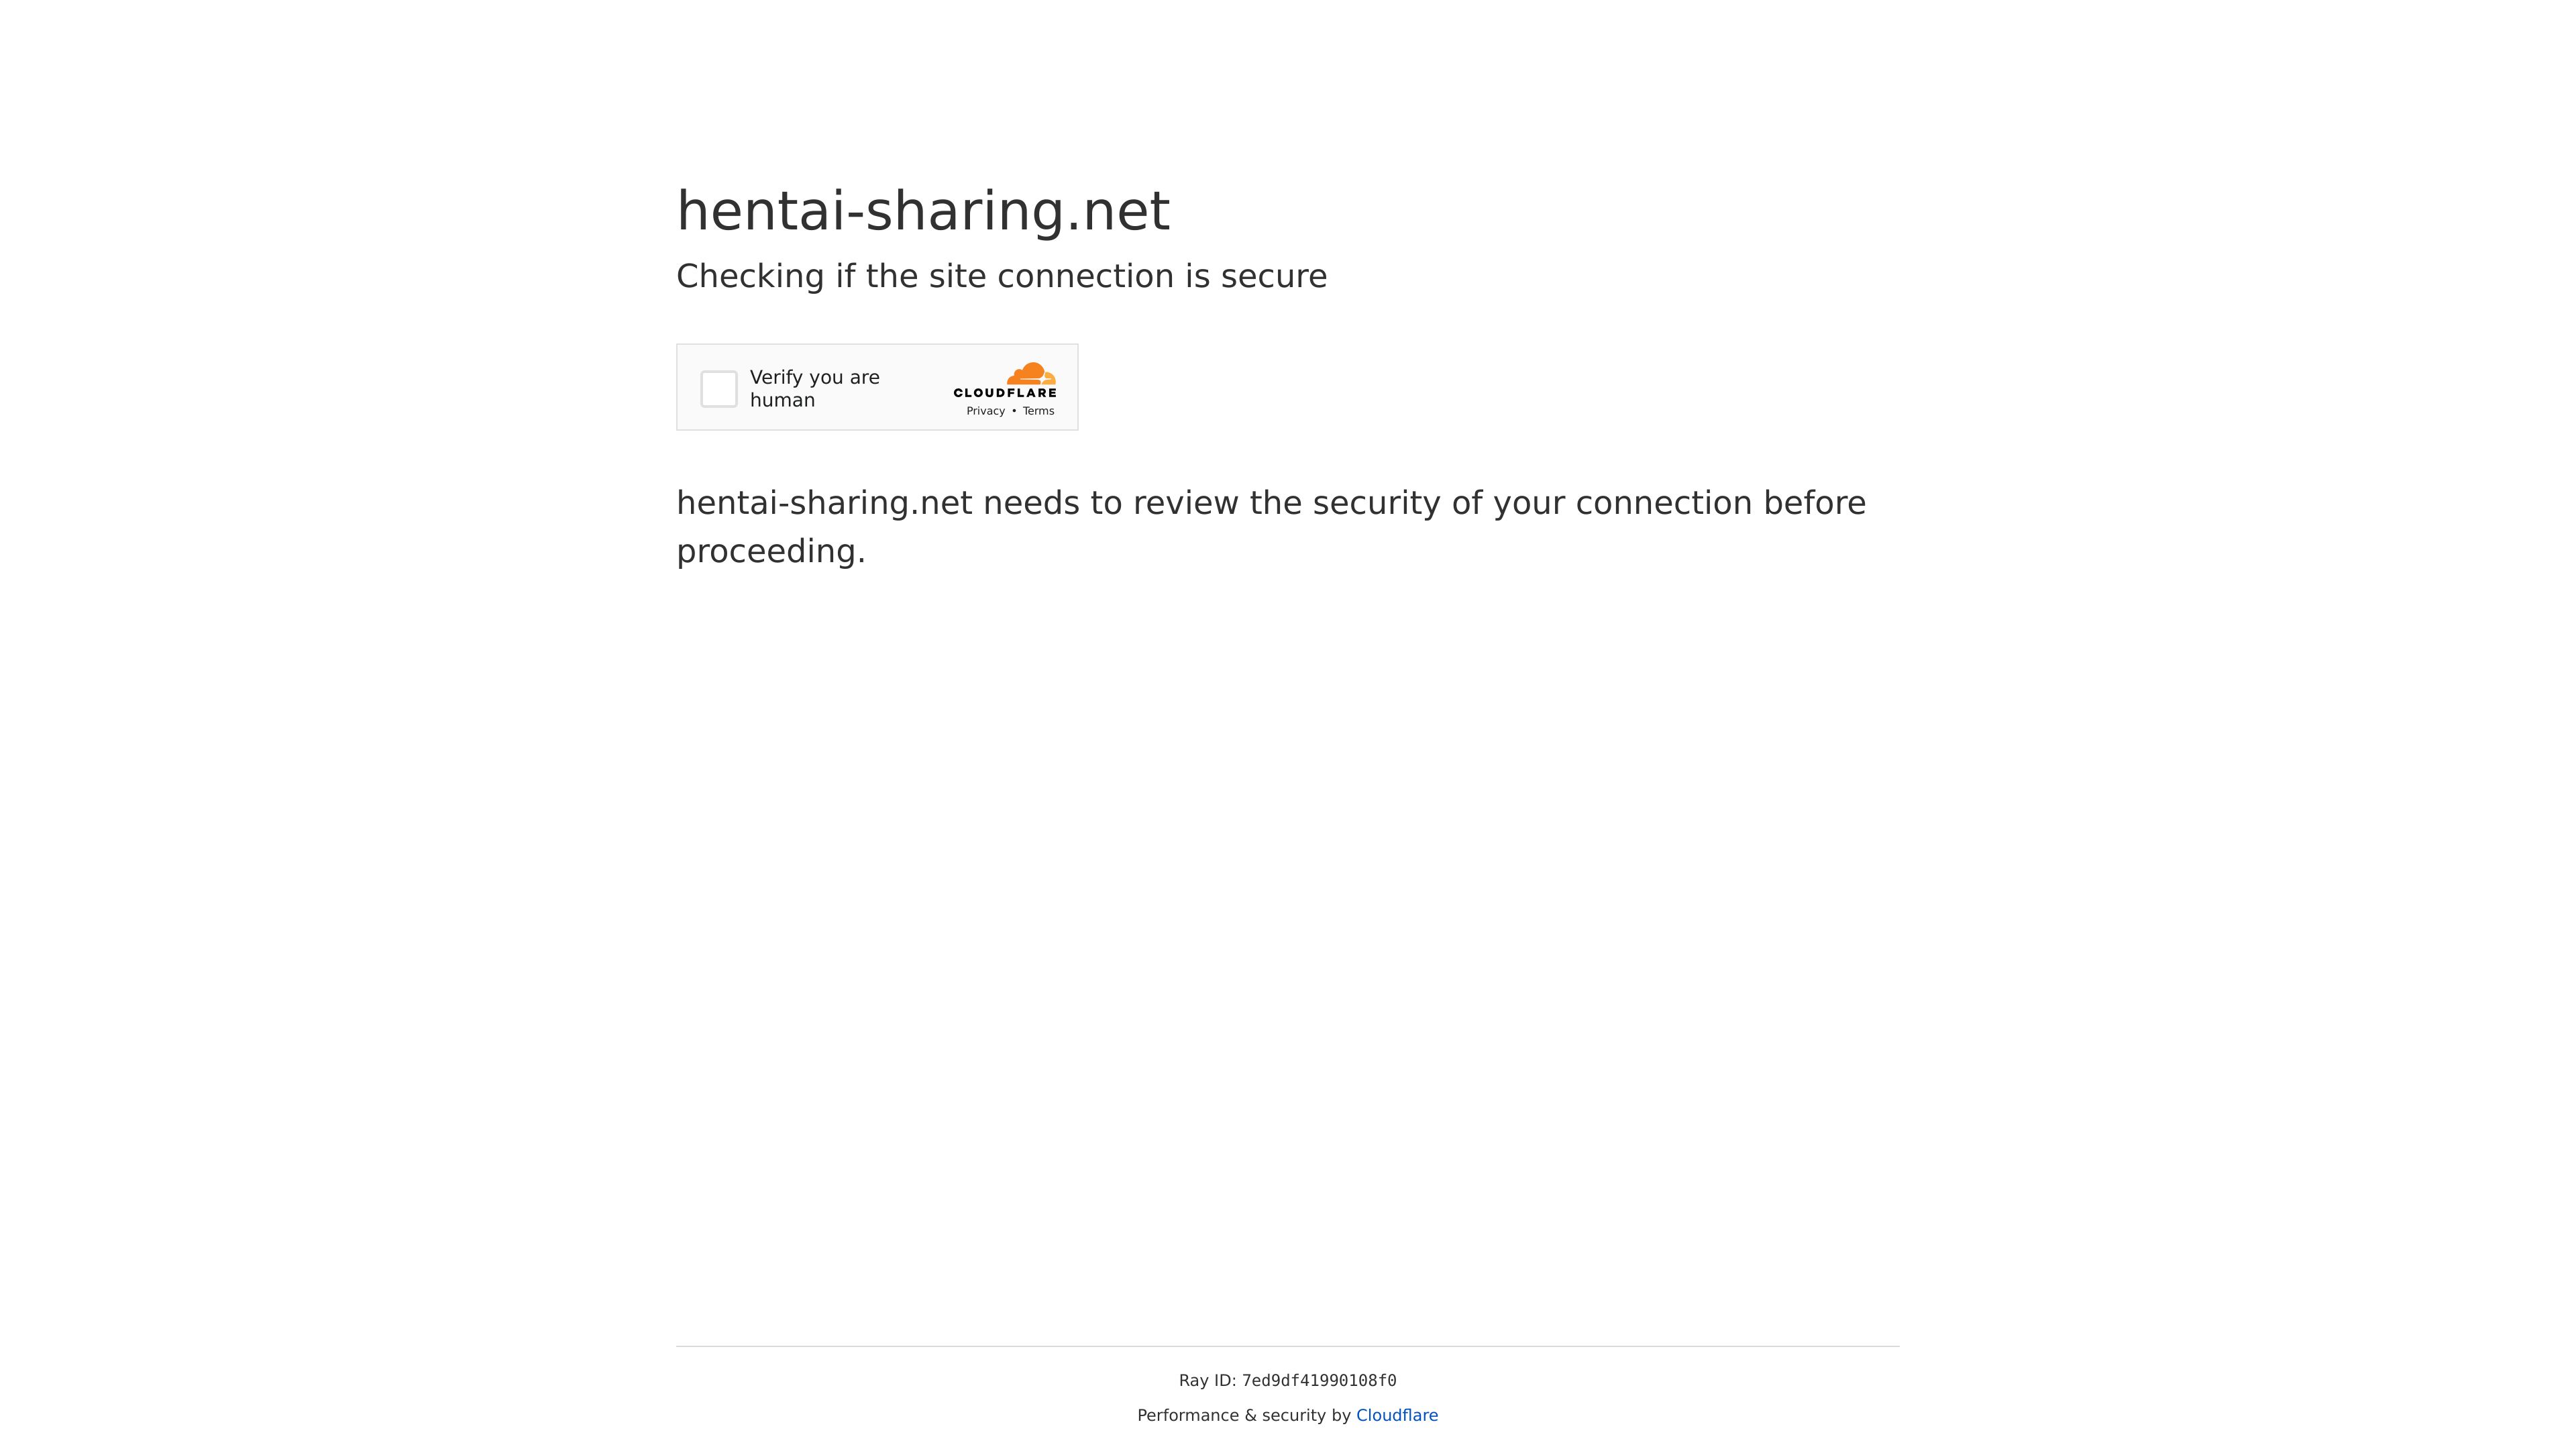 hentai-sharing.net
Checking if the site connection is secure
Verify you are
human
CLOUDFLARE
Privacy • Terms
hentai-sharing.net needs to review the security of your connection before
proceeding.
Ray ID: 7ed9df41990108f0
Performance & security by Cloudflare